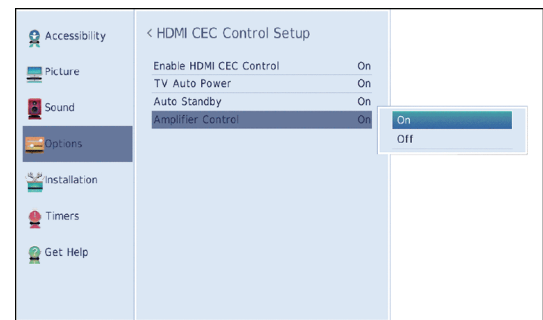 Accessibility
Picture
Sound
Options
Installation
Timers
Get Help
< HDMI CEC Control Setup
Enable HDMI CEC Control On
TV Auto Power On
Auto Standby On
Amplifier Control On
On
Off